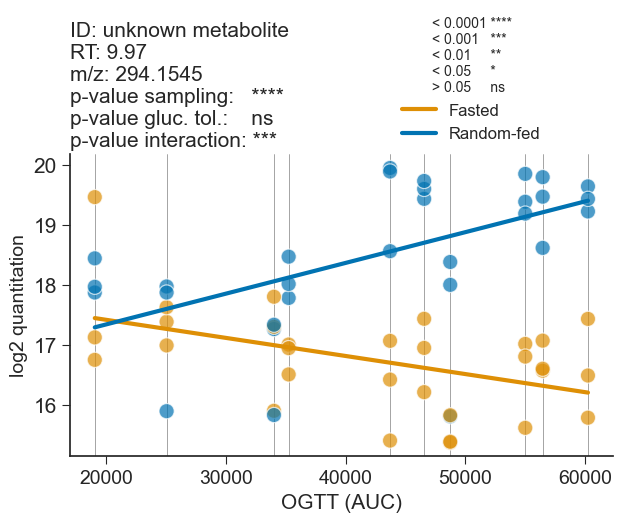 ID: unknown metabolite
RT: 9.97
m/z: 294.1545
p-value sampling: ****
p-value gluc. tol.: ns
p-value interaction: ***
< 0.0001 ****
< 0.001 ***
< 0.01 **
< 0.05 *
> 0.05 ns
Fasted
Random-fed
log2 quantitation
20
19
18
17
16
20000 30000 40000 50000 60000
OGTT (AUC)